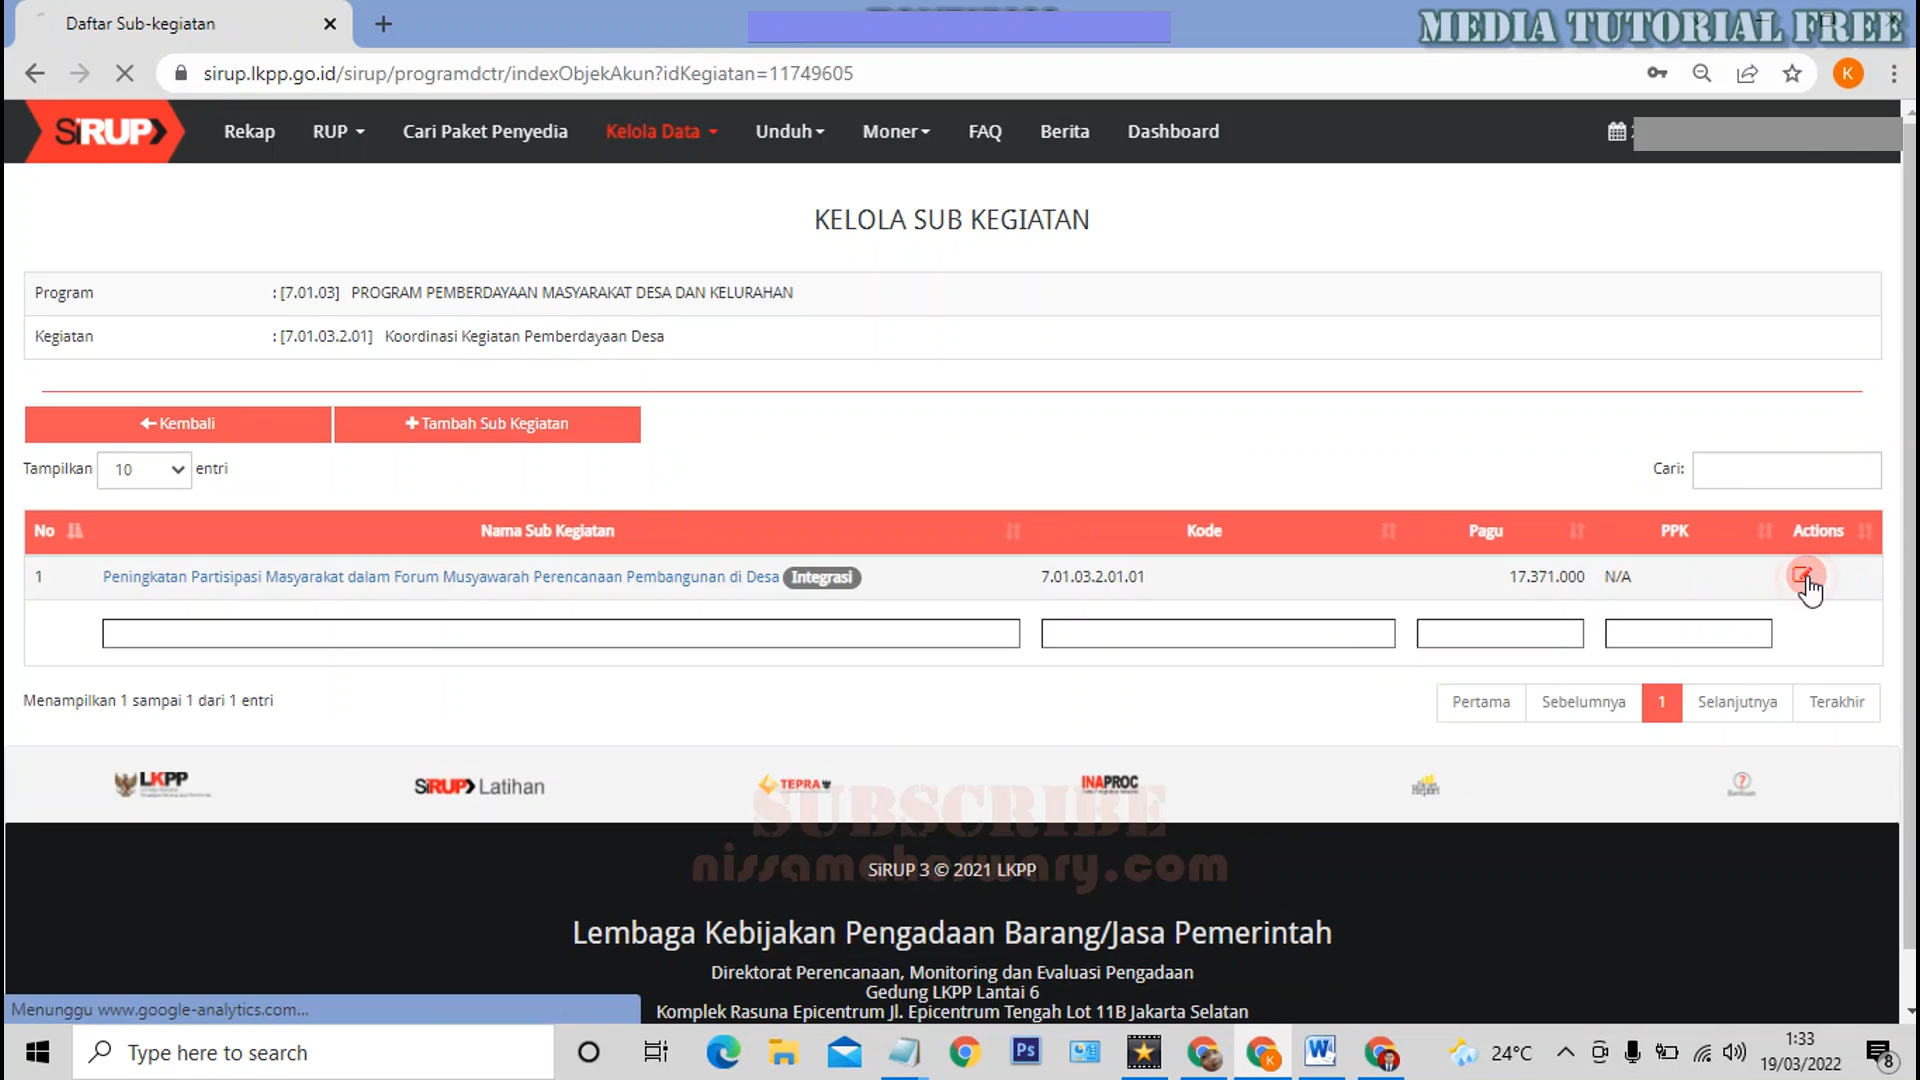 Daftar Sub-kegiatan
MEDIA TUTORIAL FREE
sirup.lkpp.go.id/sirup/programdctr/indexObjekAkun?idKegiatan=11749605
K
SiRUP
Rekap RUP Cari Paket Penyedia Kelola Data Unduh Moner FAQ Berita Dashboard
KELOLA SUB KEGIATAN
Program : [7.01.03] PROGRAM PEMBERDAYAAN MASYARAKAT DESA DAN KELURAHAN
Kegiatan : [7.01.03.2.01] Koordinasi Kegiatan Pemberdayaan Desa
Kembali Tambah Sub Kegiatan
Tampilkan 10 entri Cari:
No Nama Sub Kegiatan Kode Pagu PPK Actions
1 Peningkatan Partisipasi Masyarakat dalam Forum Musyawarah Perencanaan Pembangunan di Desa Integrasi 7.01.03.2.01.01 17.371.000 N/A
Menampilkan 1 sampai 1 dari 1 entri Pertama Sebelumnya 1 Selanjutnya Terakhir
LKPP SiRUP Latihan TEPRA INAPROC Report Bantuan
SUBSCRIBE
nissamaheswary.com
SiRUP 3 © 2021 LKPP
Lembaga Kebijakan Pengadaan Barang/Jasa Pemerintah
Direktorat Perencanaan, Monitoring dan Evaluasi Pengadaan
Gedung LKPP Lantai 6
Menunggu www.google-analytics.com...
Komplek Rasuna Epicentrum Jl. Epicentrum Tengah Lot 11B Jakarta Selatan
Type here to search
Ps
K
W
24°C
1:33
19/03/2022
8